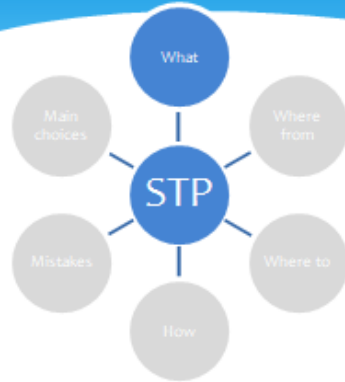 What
Main
choices
Where
from
STP
Mistakes
Where to
How